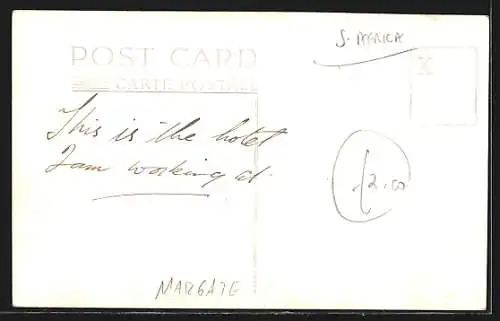 S. AFRICA
POST CARD
CARTE POSTALE
K
This is the hotel
I am working at.
£2.00
MARGATE